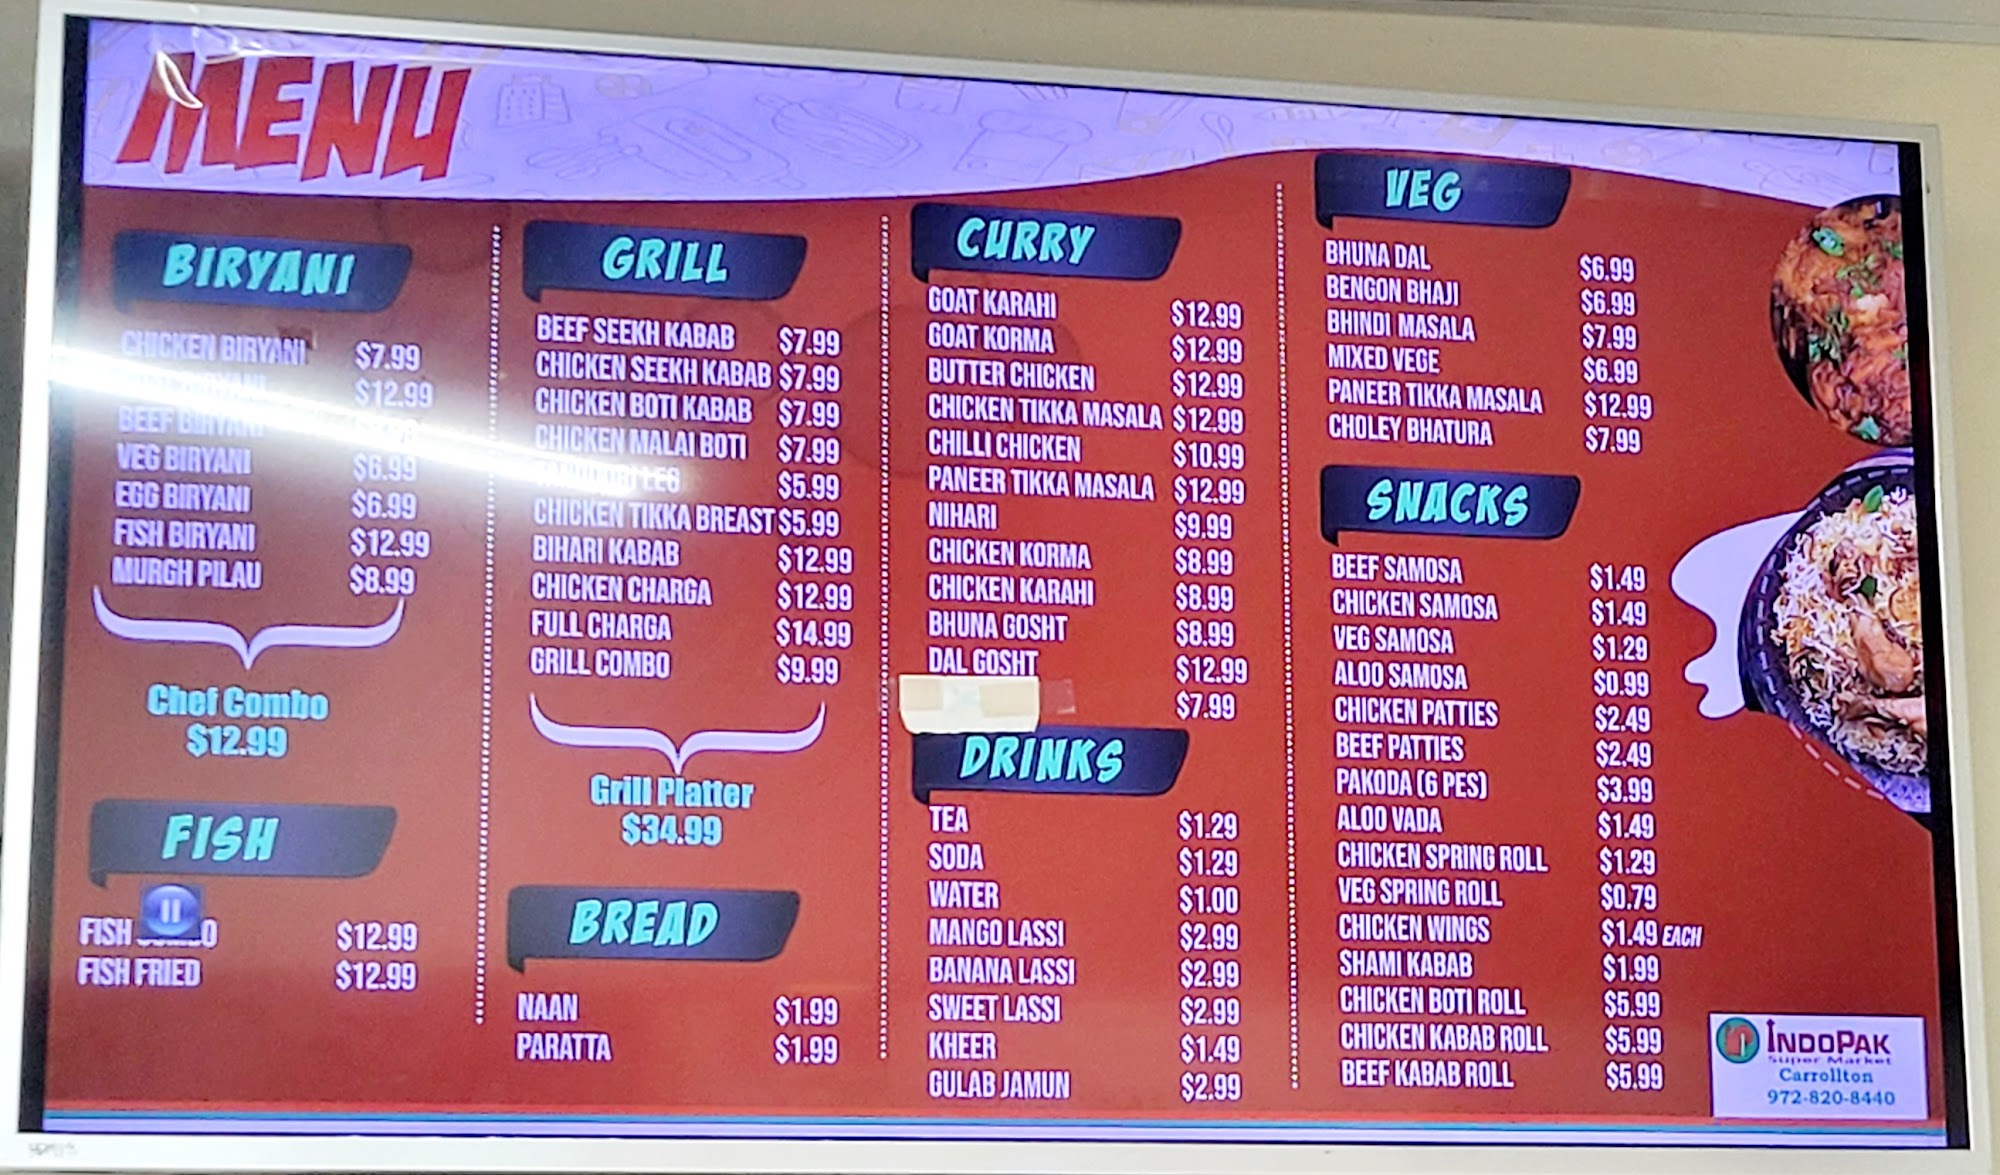 MENU
BIRYANI
CHICKEN BIRYANI $7.99
BIRYANI $12.99
BEEF BIRYANI
VEG BIRYANI $6.99
EGG BIRYANI $6.99
FISH BIRYANI $12.99
MURGH PILAU $8.99
Chef Combo
$12.99
FISH
FISH $12.99
FISH FRIED $12.99
GRILL
BEEF SEEKH KABAB $7.99
CHICKEN SEEKH KABAB $7.99
CHICKEN BOTI KABAB $7.99
CHICKEN MALAI BOTI $7.99
LEG $5.99
CHICKEN TIKKA BREAST $5.99
BIHARI KABAB $12.99
CHICKEN CHARGA $12.99
FULL CHARGA $14.99
GRILL COMBO $9.99
Grill Platter
$34.99
BREAD
NAAN $1.99
PARATTA $1.99
CURRY
GOAT KARAHI $12.99
GOAT KORMA $12.99
BUTTER CHICKEN $12.99
CHICKEN TIKKA MASALA $12.99
CHILLI CHICKEN $10.99
PANEER TIKKA MASALA $12.99
NIHARI $9.99
CHICKEN KORMA $8.99
CHICKEN KARAHI $8.99
BHUNA GOSHT $8.99
DAL GOSHT $12.99
$7.99
DRINKS
TEA $1.29
SODA $1.29
WATER $1.00
MANGO LASSI $2.99
BANANA LASSI $2.99
SWEET LASSI $2.99
KHEER $1.49
GULAB JAMUN $2.99
VEG
BHUNA DAL $6.99
BENGON BHAJI $6.99
BHINDI MASALA $7.99
MIXED VEGE $6.99
PANEER TIKKA MASALA $12.99
CHOLEY BHATURA $7.99
SNACKS
BEEF SAMOSA $1.49
CHICKEN SAMOSA $1.49
VEG SAMOSA $1.29
ALOO SAMOSA $0.99
CHICKEN PATTIES $2.49
BEEF PATTIES $2.49
PAKODA (6 PES) $3.99
ALOO VADA $1.49
CHICKEN SPRING ROLL $1.29
VEG SPRING ROLL $0.79
CHICKEN WINGS $1.49 EACH
SHAMI KABAB $1.99
CHICKEN BOTI ROLL $5.99
CHICKEN KABAB ROLL $5.99
BEEF KABAB ROLL $5.99
INDOPAK
Super Market
Carrollton
972-820-8440